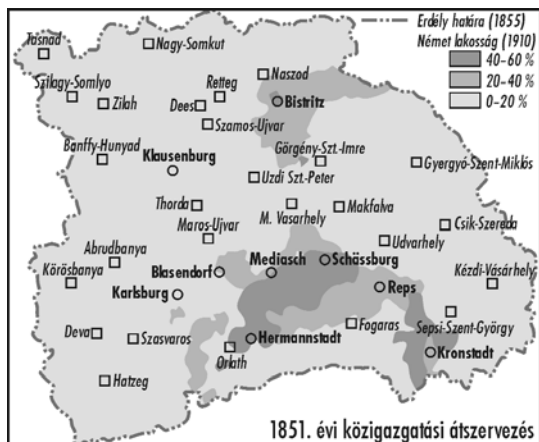 Erdély határa (1855)
Német lakosság (1910)
40-60 %
20-40 %
0-20 %
Tasnad
Nagy-Somkut
Szilagy-Somlyo
Zilah
Retteg
Dees
Naszod
Bistritz
Szamos-Ujvar
Banffy-Hunyad
Klausenburg
Görgény-Szt.-Imre
Gyergyo-Szent-Miklós
Uzdi Szt.-Peter
Thorda
M. Vasarhely
Makfalva
Maros-Ujvar
Csik-Szereda
Udvarhely
Abrudbanya
Körösbanya
Blasendorf
Mediasch
Schössburg
Kézdi-Vásárhely
Karlsburg
Reps
Deva
Szasvaros
Hermannstadt
Fogaras
Sepsi-Szent-György
Orlath
Kronstadt
Hatzeg
1851. évi közigazgatási átszervezés